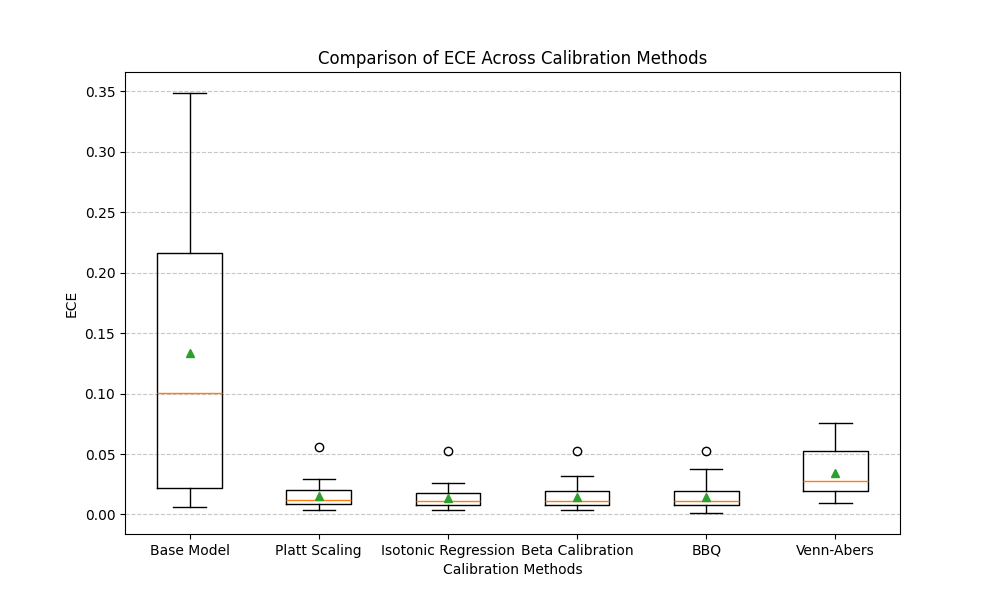 Comparison of ECE Across Calibration Methods
ECE
0.35
0.30
0.25
0.20
0.15
0.10
0.05
0.00
Base Model Platt Scaling Isotonic Regression Beta Calibration BBQ Venn-Abers
Calibration Methods